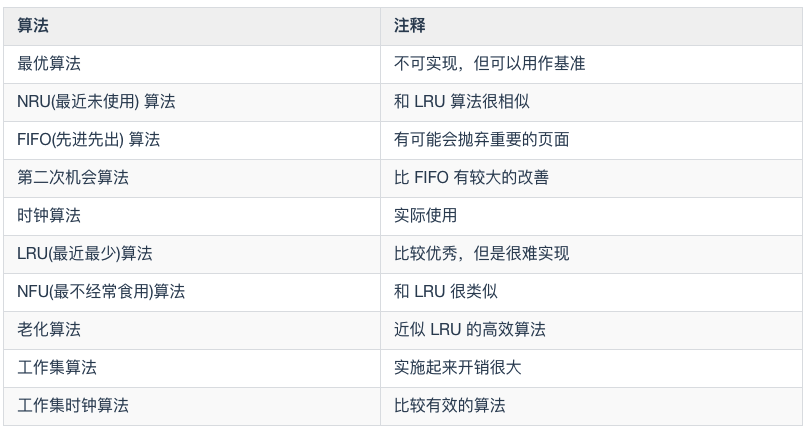 算法 注释
最优算法 不可实现，但可以用作基准
NRU(最近未使用) 算法 和 LRU 算法很相似
FIFO(先进先出) 算法 有可能会抛弃重要的页面
第二次机会算法 比 FIFO 有较大的改善
时钟算法 实际使用
LRU(最近最少)算法 比较优秀，但是很难实现
NFU(最不经常食用)算法 和 LRU 很类似
老化算法 近似 LRU 的高效算法
工作集算法 实施起来开销很大
工作集时钟算法 比较有效的算法